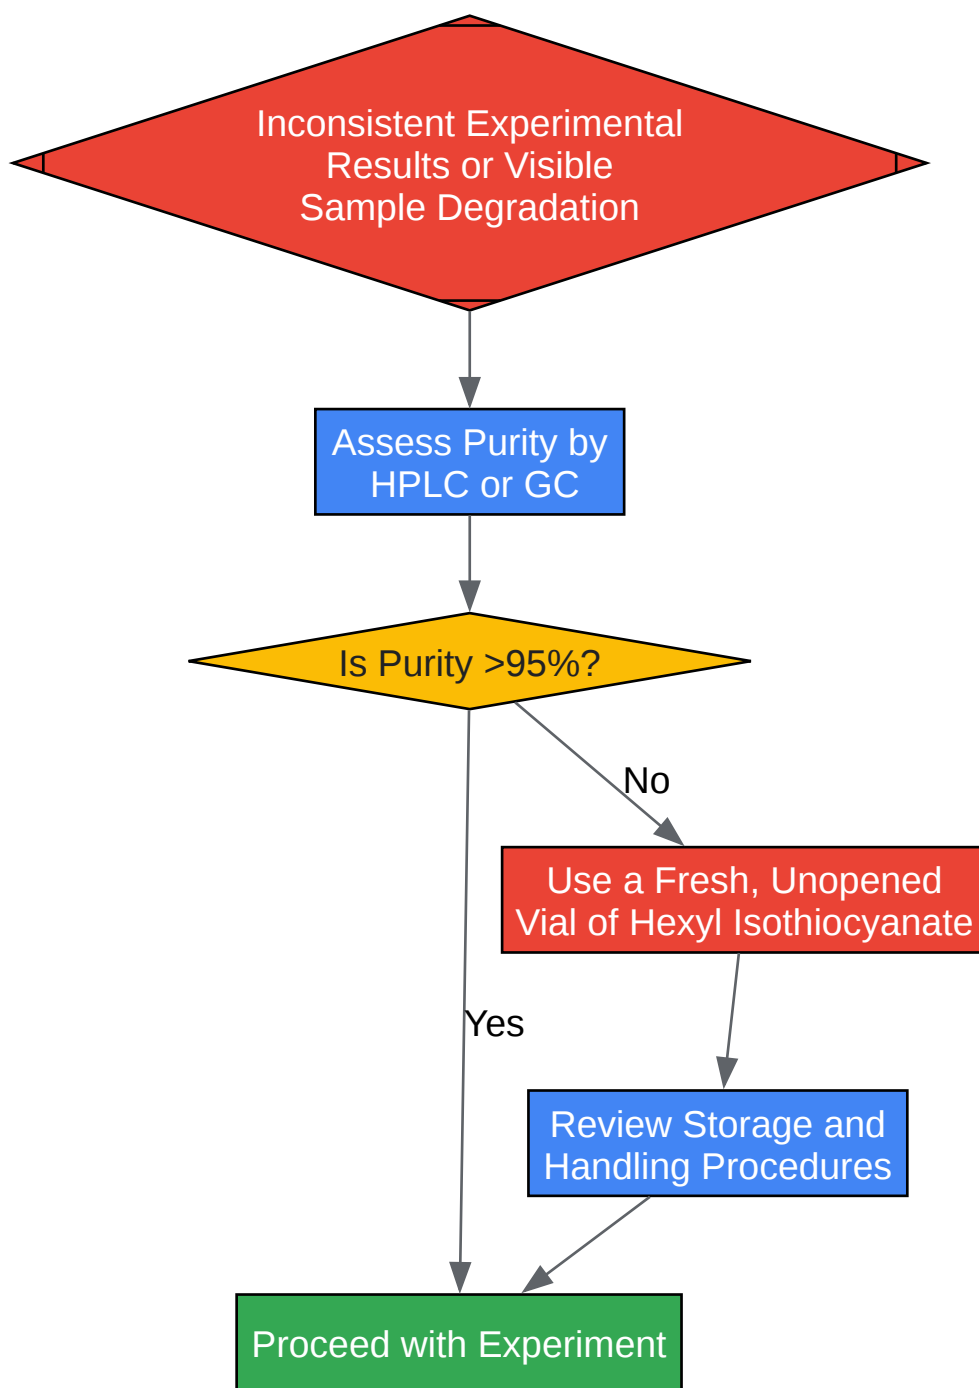 Inconsistent Experimental
Results or Visible
Sample Degradation
Assess Purity by
HPLC or GC
Is Purity >95%?
No
Use a Fresh, Unopened
Vial of Hexyl Isothiocyanate
Yes
Review Storage and
Handling Procedures
Proceed with Experiment